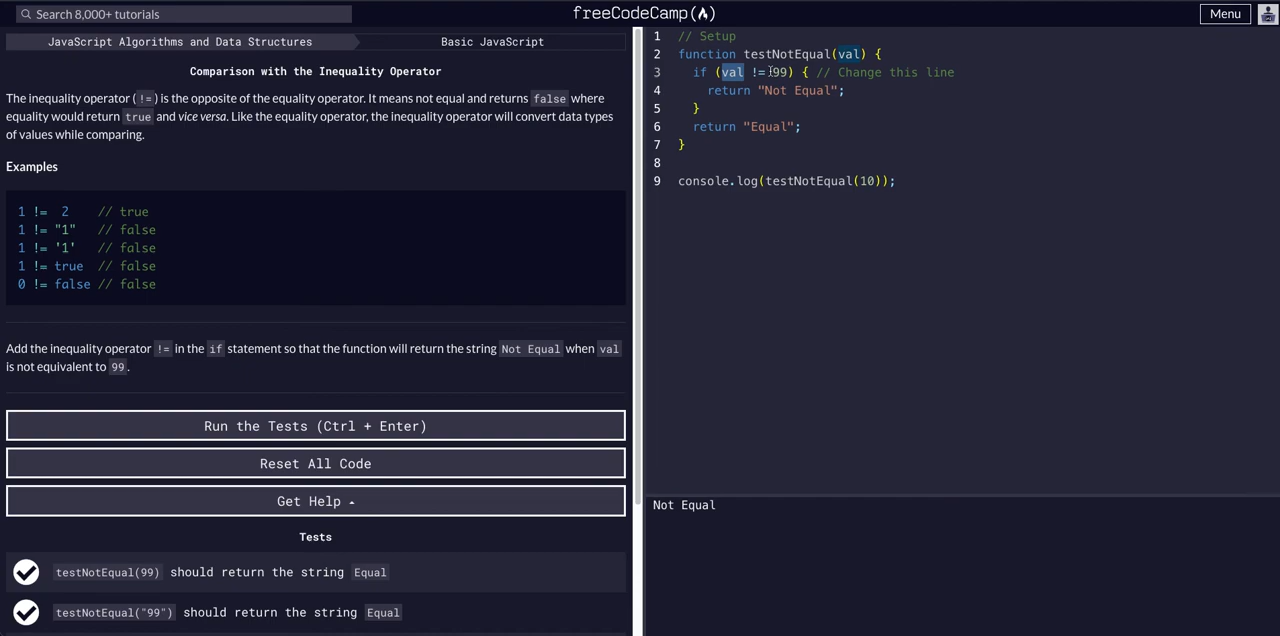 Search 8,000+ tutorials
freeCodeCamp
Menu
JavaScript Algorithms and Data Structures
Basic JavaScript
Comparison with the Inequality Operator
The inequality operator ( != ) is the opposite of the equality operator. It means not equal and returns false where
equality would return true and vice versa. Like the equality operator, the inequality operator will convert data types
of values while comparing.
Examples
1 != 2 // true
1 != "1" // false
1 != '1' // false
1 != true // false
0 != false // false
Add the inequality operator != in the if statement so that the function will return the string Not Equal when val
is not equivalent to 99.
Run the Tests (Ctrl + Enter)
Reset All Code
Get Help
Tests
testNotEqual(99) should return the string Equal
testNotEqual("99") should return the string Equal
1 // Setup
2 function testNotEqual(val) {
3 if (val != 99) { // Change this line
4 return "Not Equal";
5 }
6 return "Equal";
7 }
8
9 console.log(testNotEqual(10));
Not Equal